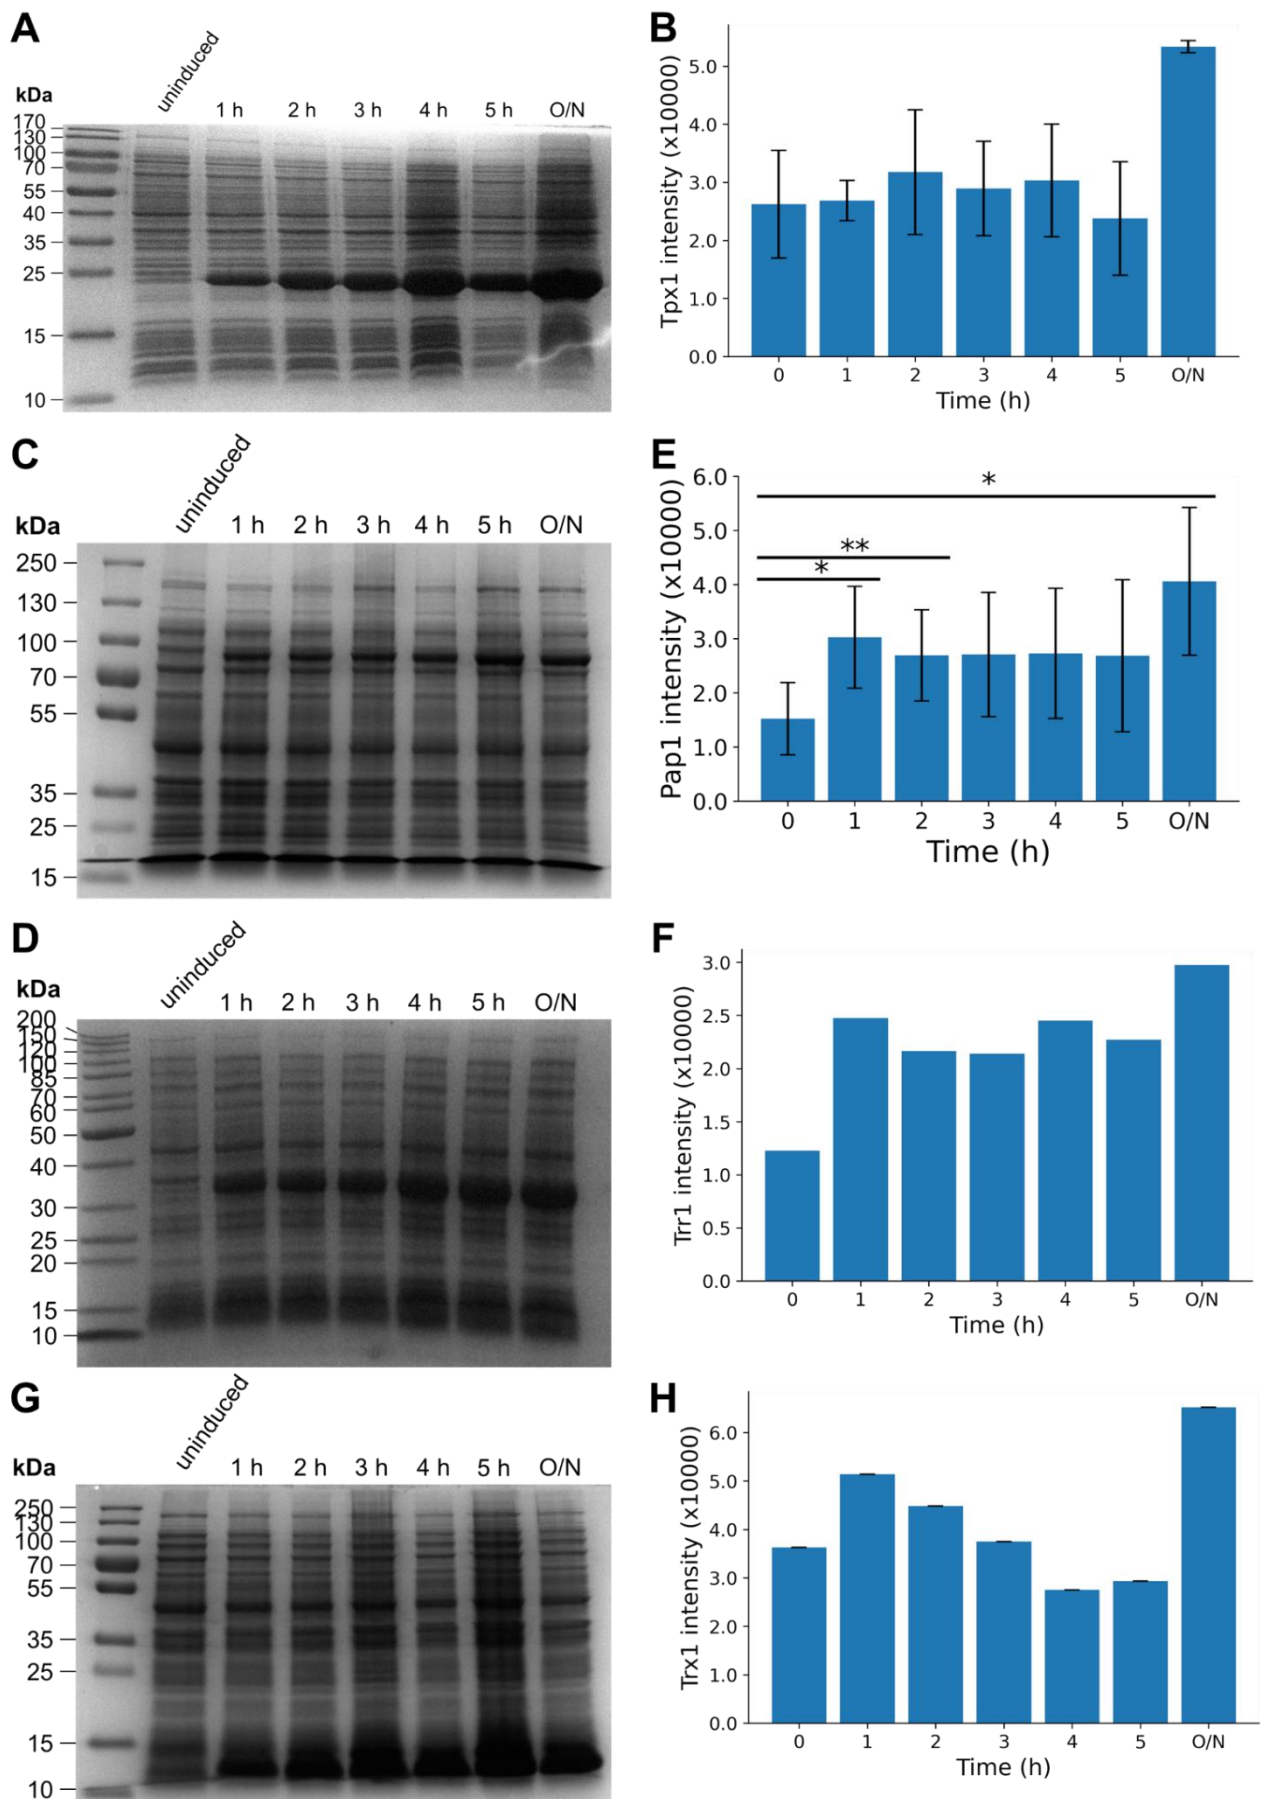 A
uninduced
kDa
1 h 2 h 3 h 4 h 5 h O/N
170
130
100
70
55
40
35
25
15
10
B
Tpx1 intensity (x10000)
5.0
4.0
3.0
2.0
1.0
0.0
0 1 2 3 4 5 O/N
Time (h)
C
uninduced
kDa
1 h 2 h 3 h 4 h 5 h O/N
250
130
100
70
55
35
25
15
E
Pap1 intensity (x10000)
6.0
5.0
4.0
3.0
2.0
1.0
0.0
*
**
*
0 1 2 3 4 5 O/N
Time (h)
D
uninduced
kDa
1 h 2 h 3 h 4 h 5 h O/N
200
150
120
100
85
70
60
50
40
30
25
20
15
10
F
Trr1 intensity (x10000)
3.0
2.5
2.0
1.5
1.0
0.5
0.0
0 1 2 3 4 5 O/N
Time (h)
G
uninduced
kDa
1 h 2 h 3 h 4 h 5 h O/N
250
130
100
70
55
35
25
15
10
H
Trx1 intensity (x10000)
6.0
5.0
4.0
3.0
2.0
1.0
0.0
0 1 2 3 4 5 O/N
Time (h)